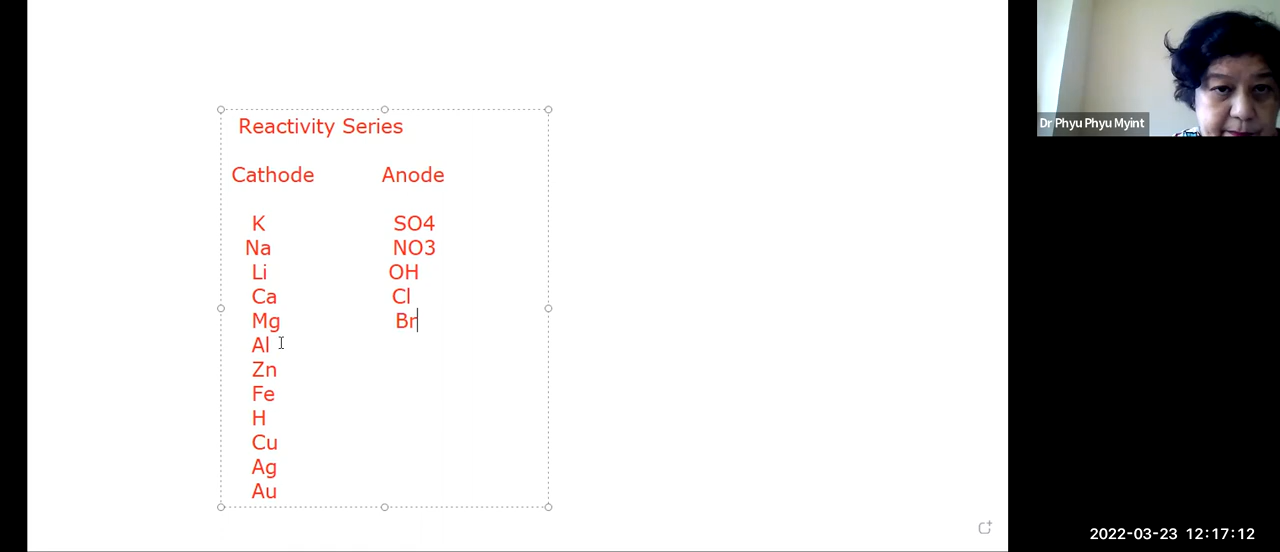 Reactivity Series
Cathode Anode
K SO4
Na NO3
Li OH
Ca Cl
Mg Br
Al
Zn
Fe
H
Cu
Ag
Au
Dr Phyu Phyu Myint
2022-03-23 12:17:12